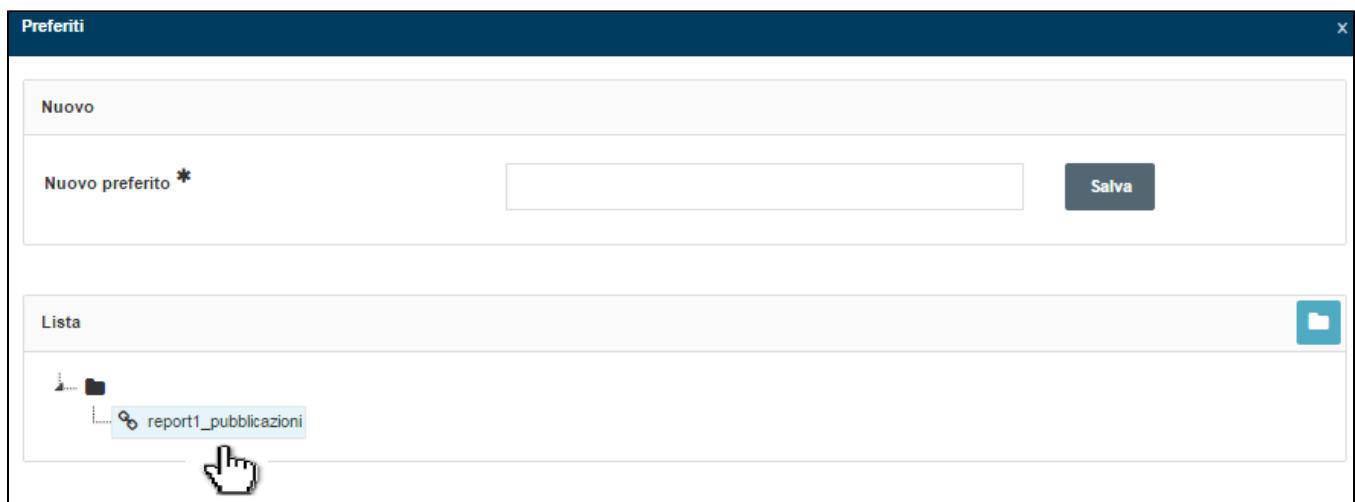 Preferiti x
Nuovo
Nuovo preferito * Salva
Lista
report1_pubblicazioni